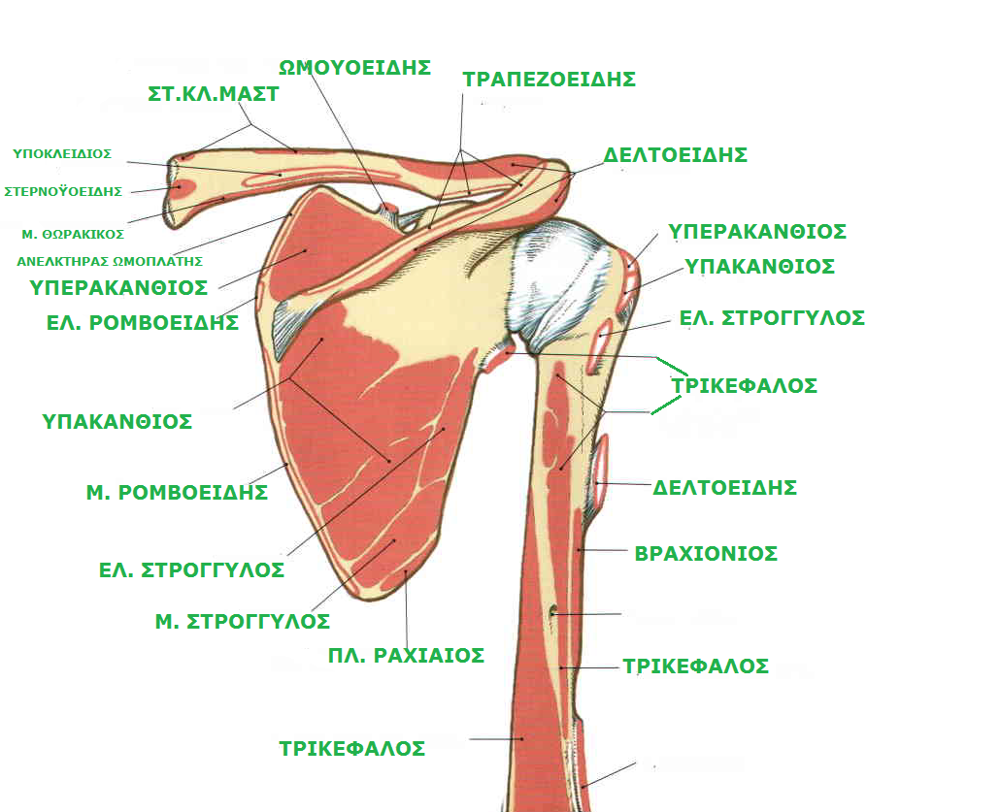 ΩΜΟΥΟΕΙΔΗΣ
ΤΡΑΠΕΖΟΕΙΔΗΣ
ΣΤ.ΚΛ.ΜΑΣΤ
ΥΠΟΚΛΕΙΔΙΟΣ
ΔΕΛΤΟΕΙΔΗΣ
ΣΤΕΡΝΟΫΟΕΙΔΗΣ
Μ. ΘΩΡΑΚΙΚΟΣ
ΥΠΕΡΑΚΑΝΘΙΟΣ
ΑΝΕΛΚΤΗΡΑΣ ΩΜΟΠΛΑΤΗΣ
ΥΠΑΚΑΝΘΙΟΣ
ΥΠΕΡΑΚΑΝΘΙΟΣ
ΕΛ. ΣΤΡΟΓΓΥΛΟΣ
ΕΛ. ΡΟΜΒΟΕΙΔΗΣ
ΤΡΙΚΕΦΑΛΟΣ
ΥΠΑΚΑΝΘΙΟΣ
ΔΕΛΤΟΕΙΔΗΣ
Μ. ΡΟΜΒΟΕΙΔΗΣ
ΒΡΑΧΙΟΝΙΟΣ
ΕΛ. ΣΤΡΟΓΓΥΛΟΣ
Μ. ΣΤΡΟΓΓΥΛΟΣ
ΠΛ. ΡΑΧΙΑΙΟΣ
ΤΡΙΚΕΦΑΛΟΣ
ΤΡΙΚΕΦΑΛΟΣ